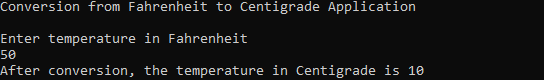 Conversion from Fahrenheit to Centigrade Application
Enter temperature in Fahrenheit
50
After conversion, the temperature in Centigrade is 10